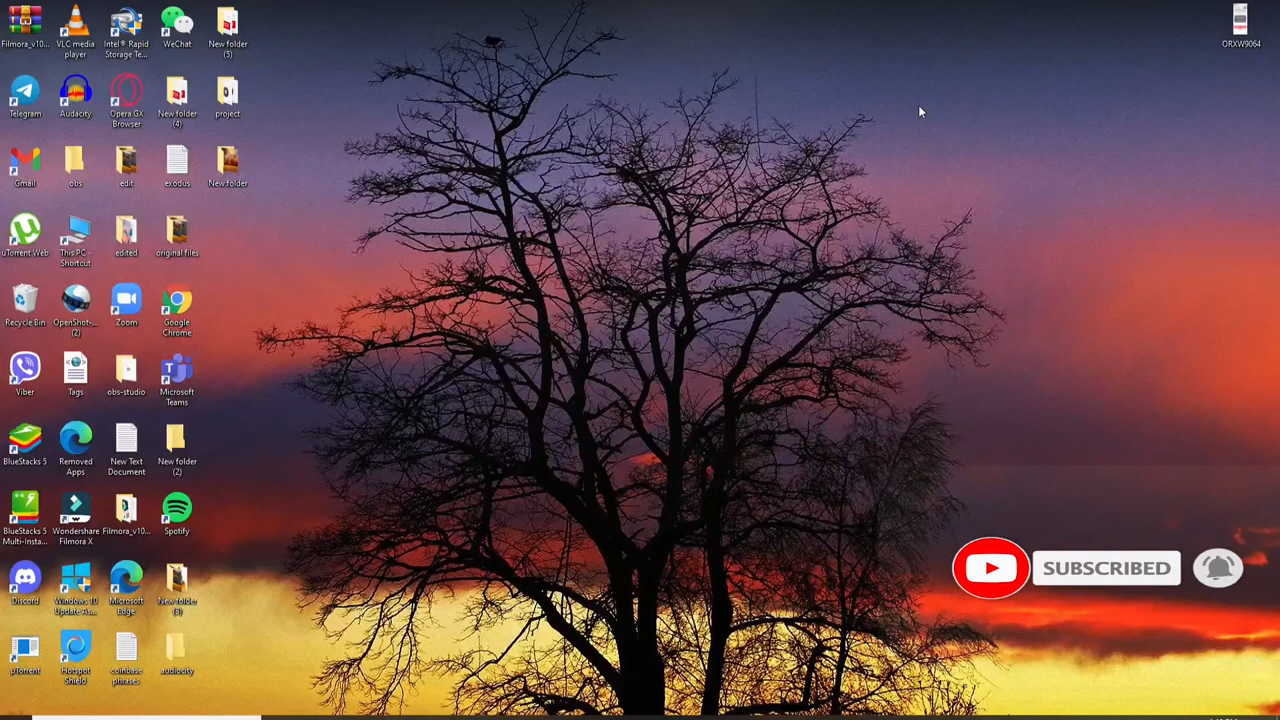 Filmora_v10...
VLC media
player
Intel® Rapid
Storage Te...
WeChat
New folder
(5)
ORXW9064
Telegram
Audacity
Opera GX
Browser
New folder
(4)
project
Gmail
obs
edit
exodus
New folder
uTorrent Web
This PC -
Shortcut
edited
original files
Recycle Bin
OpenShot-...
(2)
Zoom
Google
Chrome
Viber
Tags
obs-studio
Microsoft
Teams
BlueStacks 5
Removed
Apps
New Text
Document
New folder
(2)
BlueStacks 5
Multi-Insta...
Wondershare
Filmora X
Filmora_v10...
Spotify
SUBSCRIBED
Discord
Windows 10
Update As...
Microsoft
Edge
New folder
(3)
µTorrent
Hotspot
Shield
coinbase
phrases
audiocity